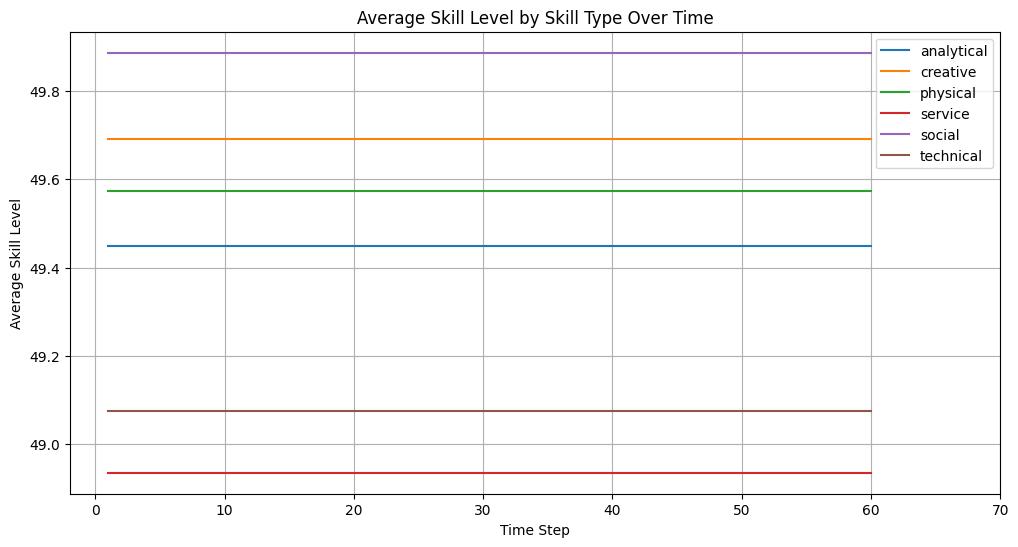 Average Skill Level by Skill Type Over Time
Average Skill Level
49.8
49.6
49.4
49.2
49.0
analytical
creative
physical
service
social
technical
0 10 20 30 40 50 60 70
Time Step